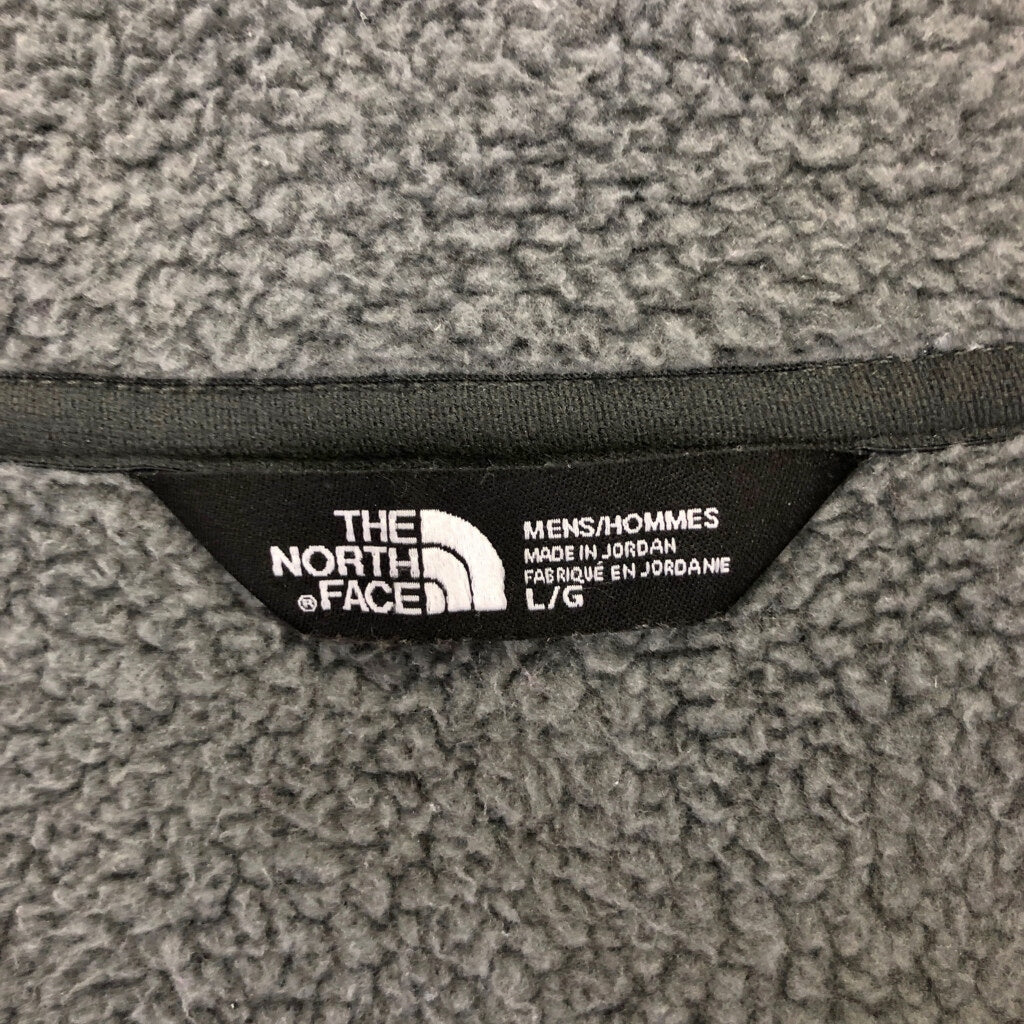 THE
NORTH
®FACE
MENS/HOMMES
MADE IN JORDAN
FABRIQUÉ EN JORDANIE
L/G